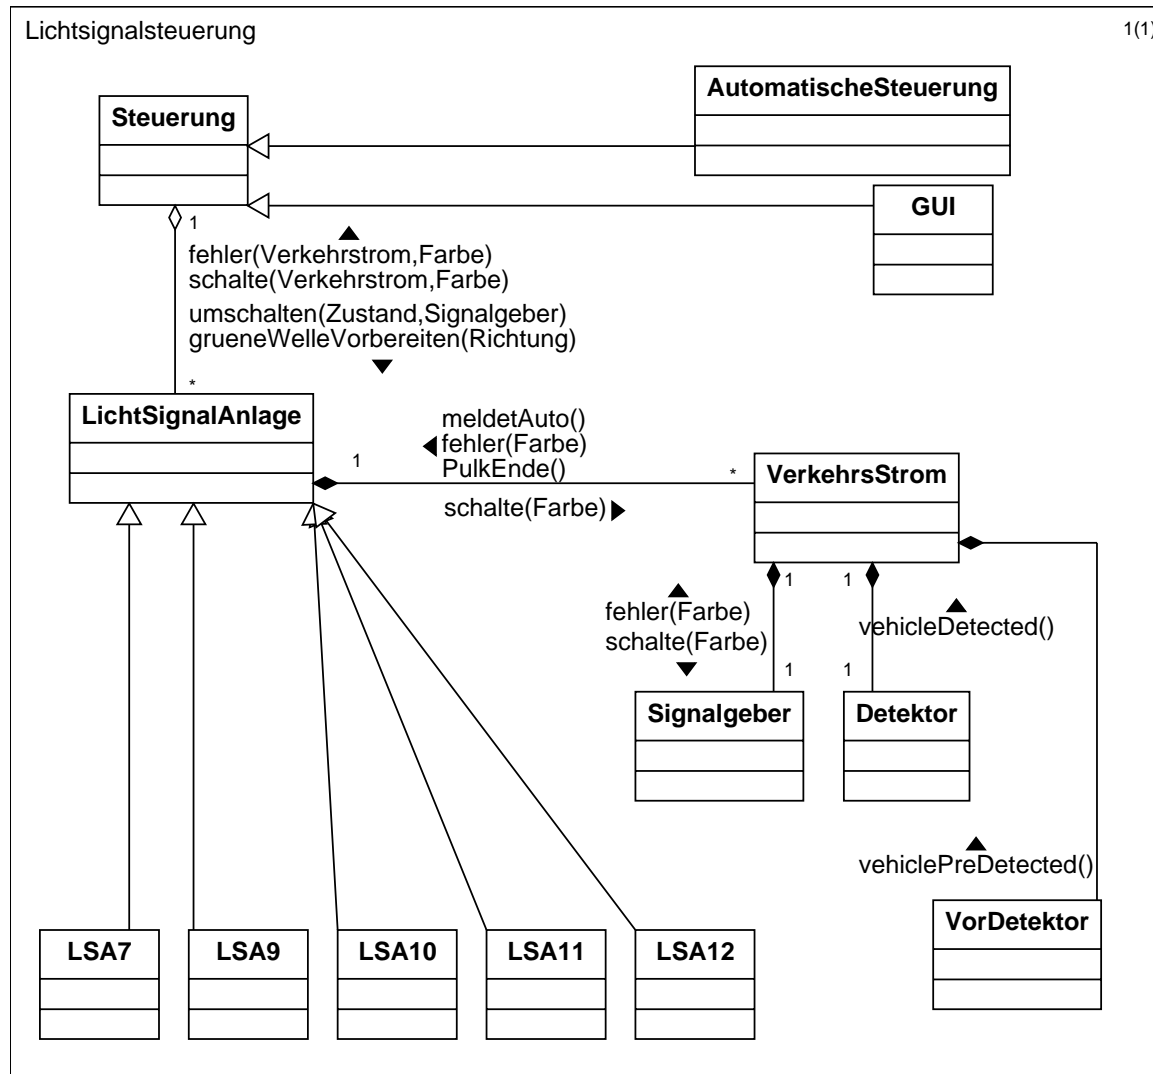 Lichtsignalsteuerung
1(1)
AutomatischeSteuerung
Steuerung
GUI
1
fehler(Verkehrstrom,Farbe)
schalte(Verkehrstrom,Farbe)
umschalten(Zustand,Signalgeber)
grueneWelleVorbereiten(Richtung)
*
LichtSignalAnlage
meldetAuto()
fehler(Farbe)
1
PulkEnde()
*
VerkehrsStrom
schalte(Farbe)
1
1
fehler(Farbe)
schalte(Farbe)
vehicleDetected()
1
1
Signalgeber
Detektor
vehiclePreDetected()
VorDetektor
LSA7
LSA9
LSA10
LSA11
LSA12